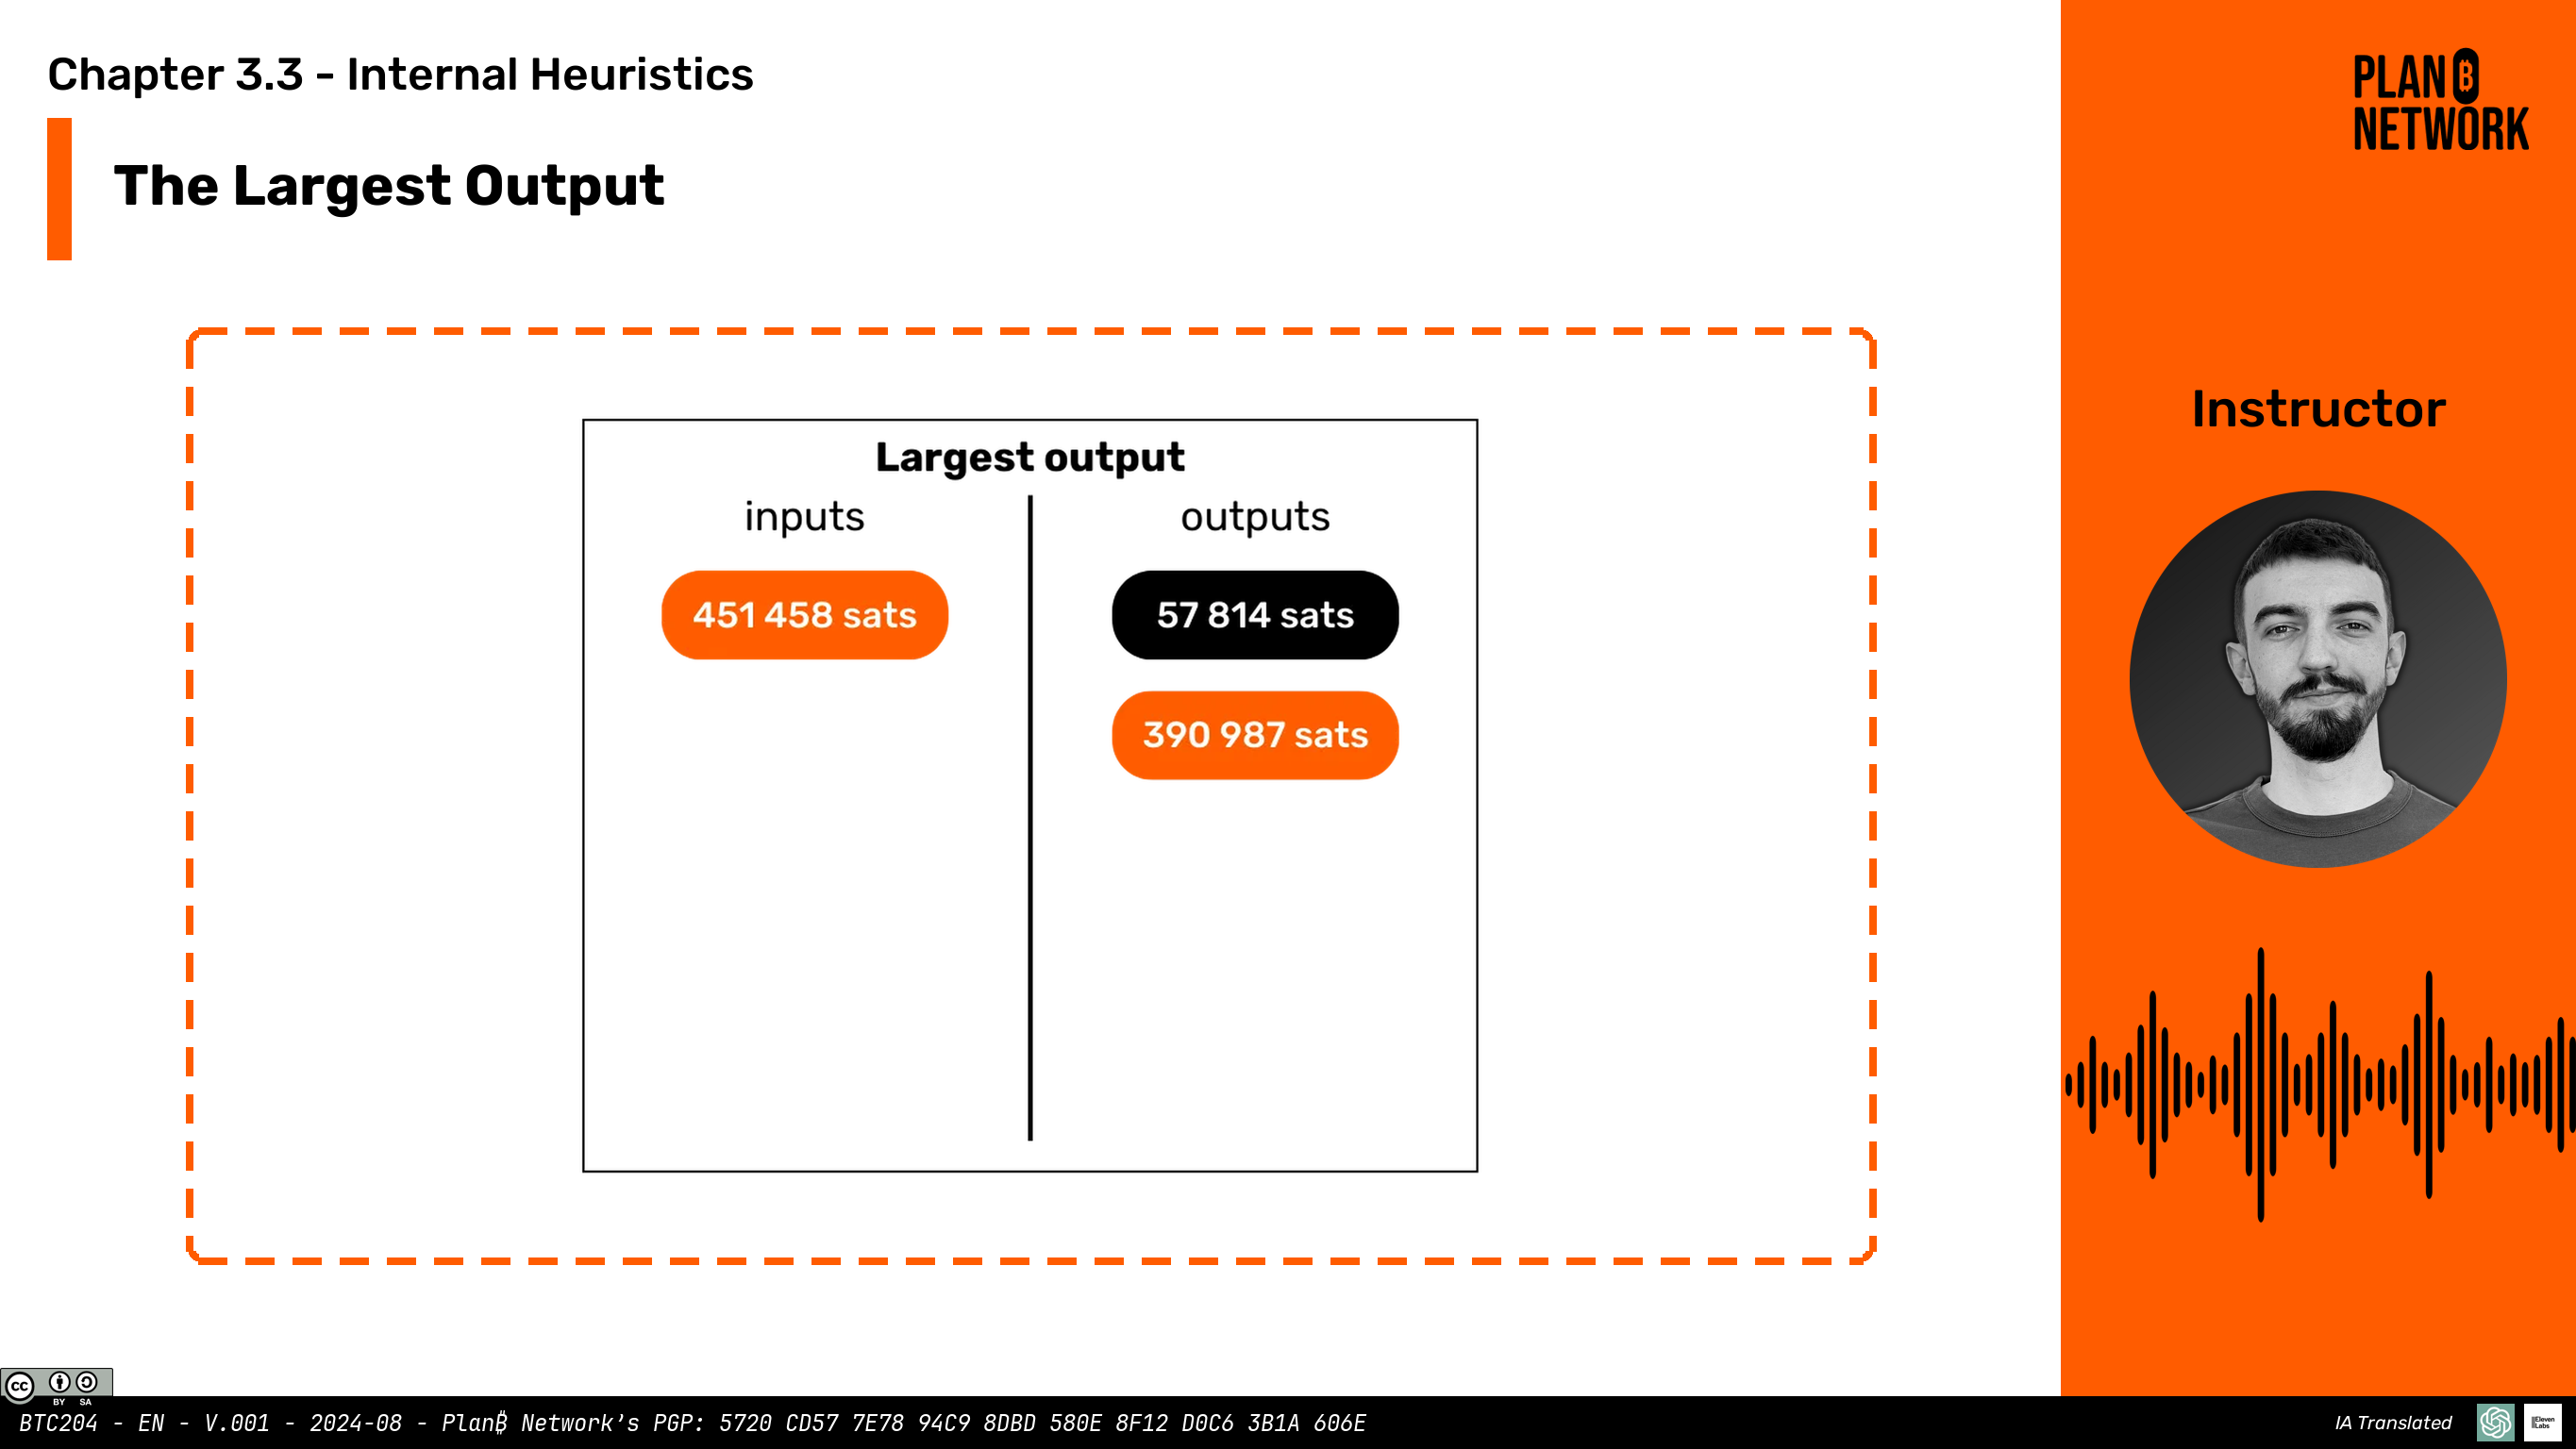 Chapter 3.3 - Internal Heuristics
The Largest Output
Largest output
inputs
outputs
451 458 sats
57 814 sats
390 987 sats
PLAN ₿
NETWORK
Instructor
cc
BY SA
BTC204 - EN - V.001 - 2024-08 - Plan₿ Network's PGP: 5720 CD57 7E78 94C9 8DBD 580E 8F12 D0C6 3B1A 606E
IA Translated
ElevenLabs